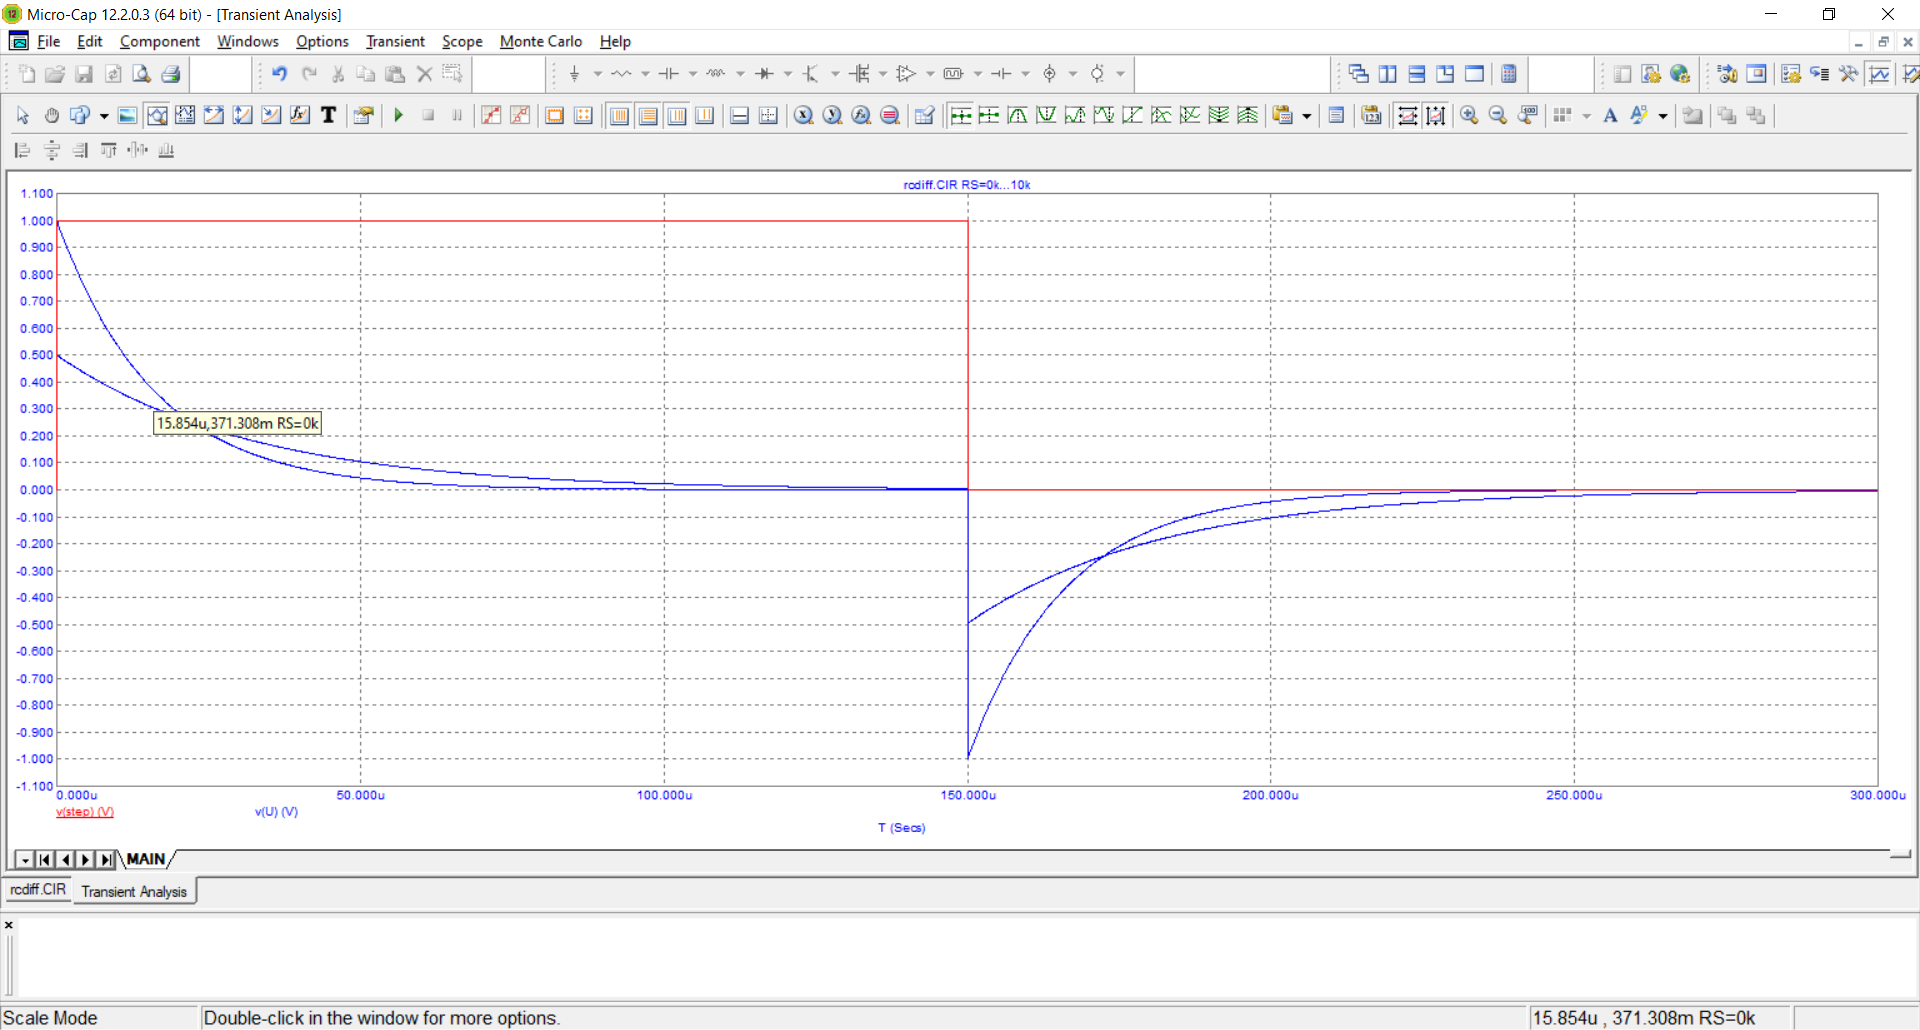 Micro-Cap 12.2.0.3 (64 bit) - [Transient Analysis]
File Edit Component Windows Options Transient Scope Monte Carlo Help
T
A
rcdiff.CIR RS=0k...10k
1.100
1.000
0.900
0.800
0.700
0.600
0.500
0.400
0.300
0.200
0.100
0.000
-0.100
-0.200
-0.300
-0.400
-0.500
-0.600
-0.700
-0.800
-0.900
-1.000
-1.100
15.854u,371.308m RS=0k
0.000u 50.000u 100.000u 150.000u 200.000u 250.000u 300.000u
v(step) (V) v(U) (V)
T (Secs)
MAIN
rcdiff.CIR Transient Analysis
Scale Mode Double-click in the window for more options. 15.854u , 371.308m RS=0k